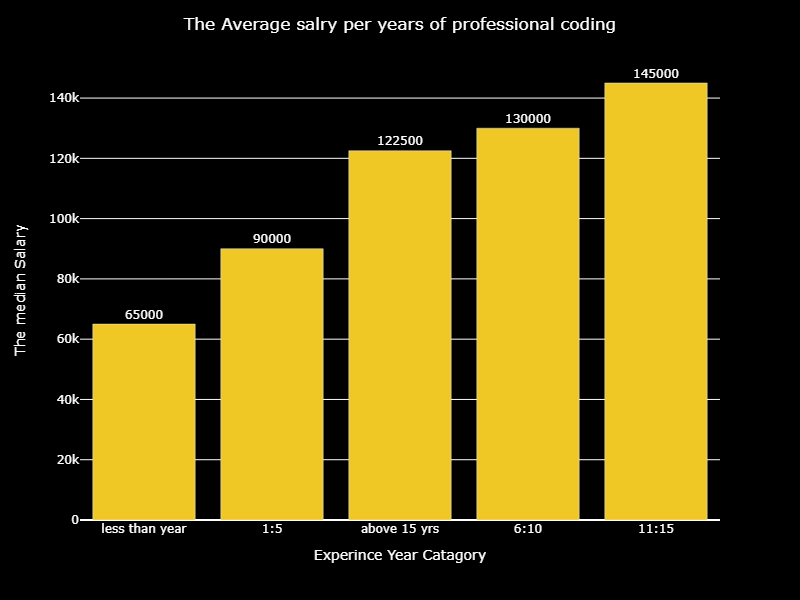 The Average salry per years of professional coding
145000
140k
130000
122500
120k
100k
90000
80k
65000
60k
40k
20k
0
The median Salary
less than year 1:5 above 15 yrs 6:10 11:15
Experince Year Catagory